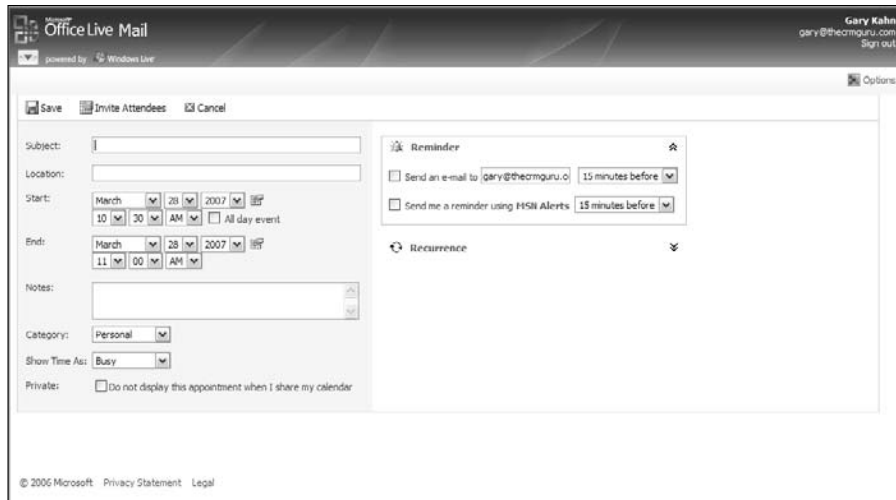 Microsoft
Office Live Mail
powered by Windows Live
Gary Kahn
gary@thecrmguru.com
Sign out
Options
Save Invite Attendees Cancel
Subject:
Location:
Start: March 28 2007
10 30 AM All day event
End: March 28 2007
11 00 AM
Notes:
Category: Personal
Show Time As: Busy
Private: Do not display this appointment when I share my calendar
Reminder
Send an e-mail to gary@thecrmguru.c 15 minutes before
Send me a reminder using MSN Alerts 15 minutes before
Recurrence
© 2006 Microsoft Privacy Statement Legal